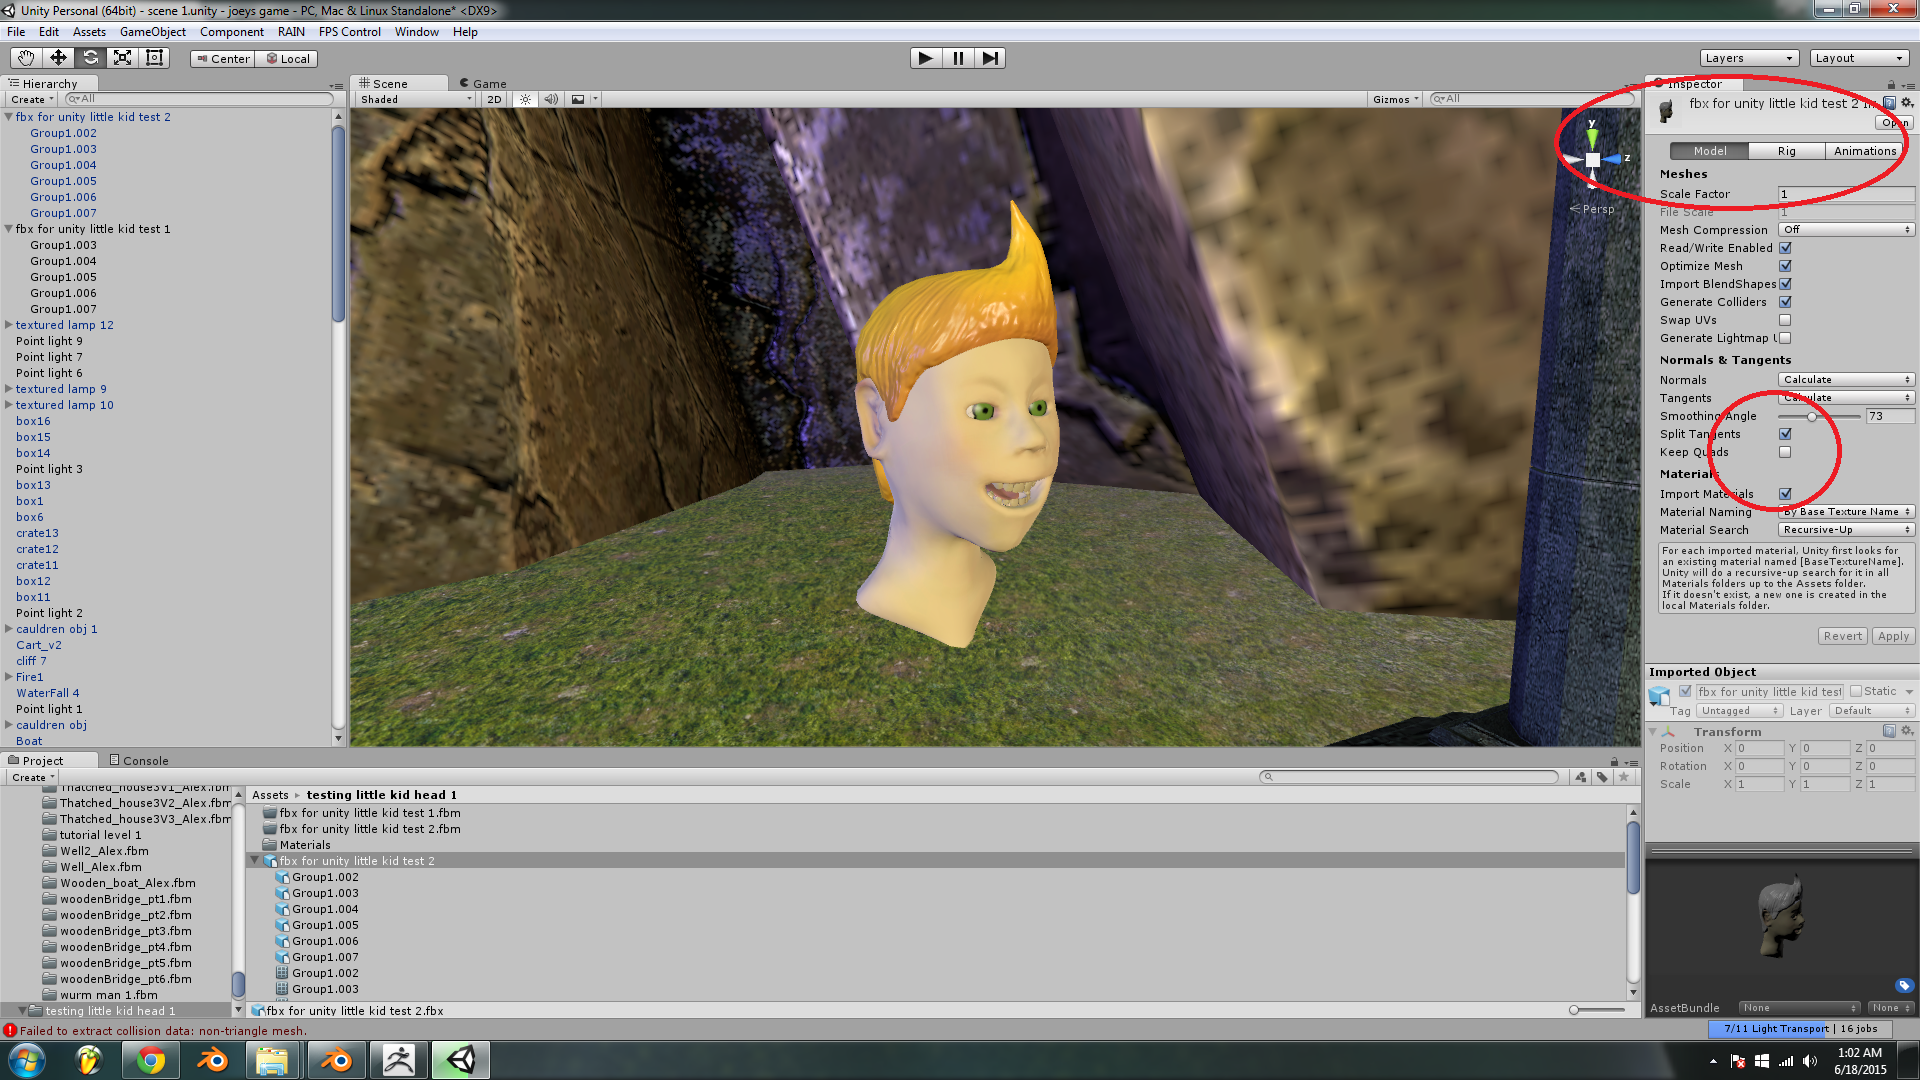 Unity Personal (64bit) - scene 1.unity - joeys game - PC, Mac & Linux Standalone* <DX9>
File Edit Assets GameObject Component RAIN FPS Control Window Help
Center Local
Layers Layout
Hierarchy
Create All
fbx for unity little kid test 2
Group1.002
Group1.003
Group1.004
Group1.005
Group1.006
Group1.007
fbx for unity little kid test 1
Group1.003
Group1.004
Group1.005
Group1.006
Group1.007
textured lamp 12
Point light 9
Point light 7
Point light 6
textured lamp 9
textured lamp 10
box16
box15
box14
Point light 3
box13
box1
box6
crate13
crate12
crate11
box12
box11
Point light 2
cauldren obj 1
Cart_v2
cliff 7
Fire1
WaterFall 4
Point light 1
cauldren obj
Boat
Scene Game
Shaded 2D Gizmos All
y
z
Persp
Inspector
fbx for unity little kid test 2
Open
Model Rig Animations
Meshes
Scale Factor 1
File Scale 1
Mesh Compression Off
Read/Write Enabled
Optimize Mesh
Import BlendShapes
Generate Colliders
Swap UVs
Generate Lightmap
Normals & Tangents
Normals Calculate
Tangents Calculate
Smoothing Angle 73
Split Tangents
Keep Quads
Materials
Import Materials
Material Naming By Base Texture Name
Material Search Recursive-Up
For each imported material, Unity first looks for
an existing material named [BaseTextureName].
Unity will do a recursive-up search for it in all
Materials folders up to the Assets folder.
If it doesn't exist, a new one is created in the
local Materials folder.
Revert Apply
Imported Object
fbx for unity little kid test Static
Tag Untagged Layer Default
Transform
Position X 0 Y 0 Z 0
Rotation X 0 Y 0 Z 0
Scale X 1 Y 1 Z 1
AssetBundle None None
Project Console
Create
Thatched_house3V1_Alex.fbm
Thatched_house3V2_Alex.fbm
Thatched_house3V3_Alex.fbm
tutorial level 1
Well2_Alex.fbm
Well_Alex.fbm
Wooden_boat_Alex.fbm
woodenBridge_pt1.fbm
woodenBridge_pt2.fbm
woodenBridge_pt3.fbm
woodenBridge_pt4.fbm
woodenBridge_pt5.fbm
woodenBridge_pt6.fbm
wurm man 1.fbm
testing little kid head 1
Assets testing little kid head 1
fbx for unity little kid test 1.fbm
fbx for unity little kid test 2.fbm
Materials
fbx for unity little kid test 2
Group1.002
Group1.003
Group1.004
Group1.005
Group1.006
Group1.007
Group1.002
Group1.003
fbx for unity little kid test 2.fbx
Failed to extract collision data: non-triangle mesh.
7/11 Light Transport | 16 jobs
1:02 AM
6/18/2015